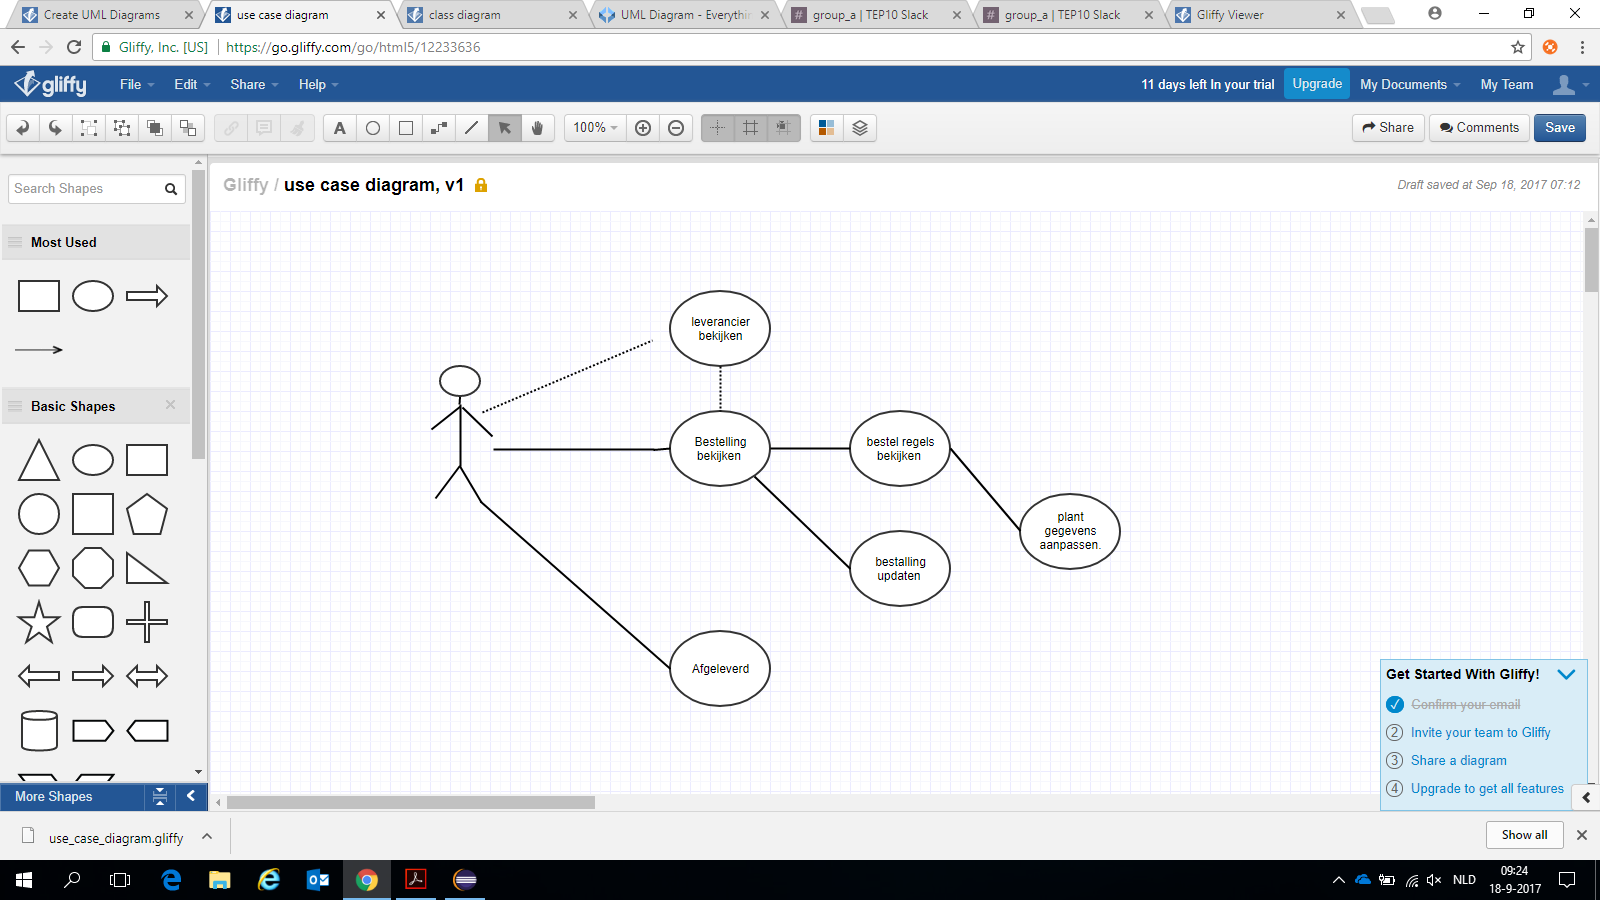 Create UML Diagrams
use case diagram
class diagram
UML Diagram - Everythin
# group_a | TEP10 Slack
# group_a | TEP10 Slack
Gliffy Viewer
Gliffy, Inc. [US] https://go.gliffy.com/go/html5/12233636
gliffy File Edit Share Help 11 days left In your trial Upgrade My Documents My Team
A 100% Share Comments Save
Search Shapes
Gliffy / use case diagram, v1
Draft saved at Sep 18, 2017 07:12
Most Used
Basic Shapes
leverancier
bekijken
Bestelling
bekijken
bestel regels
bekijken
plant
gegevens
aanpassen.
bestalling
updaten
Afgeleverd
Get Started With Gliffy!
Confirm your email
2 Invite your team to Gliffy
3 Share a diagram
4 Upgrade to get all features
More Shapes
use_case_diagram.gliffy
Show all
NLD
09:24
18-9-2017